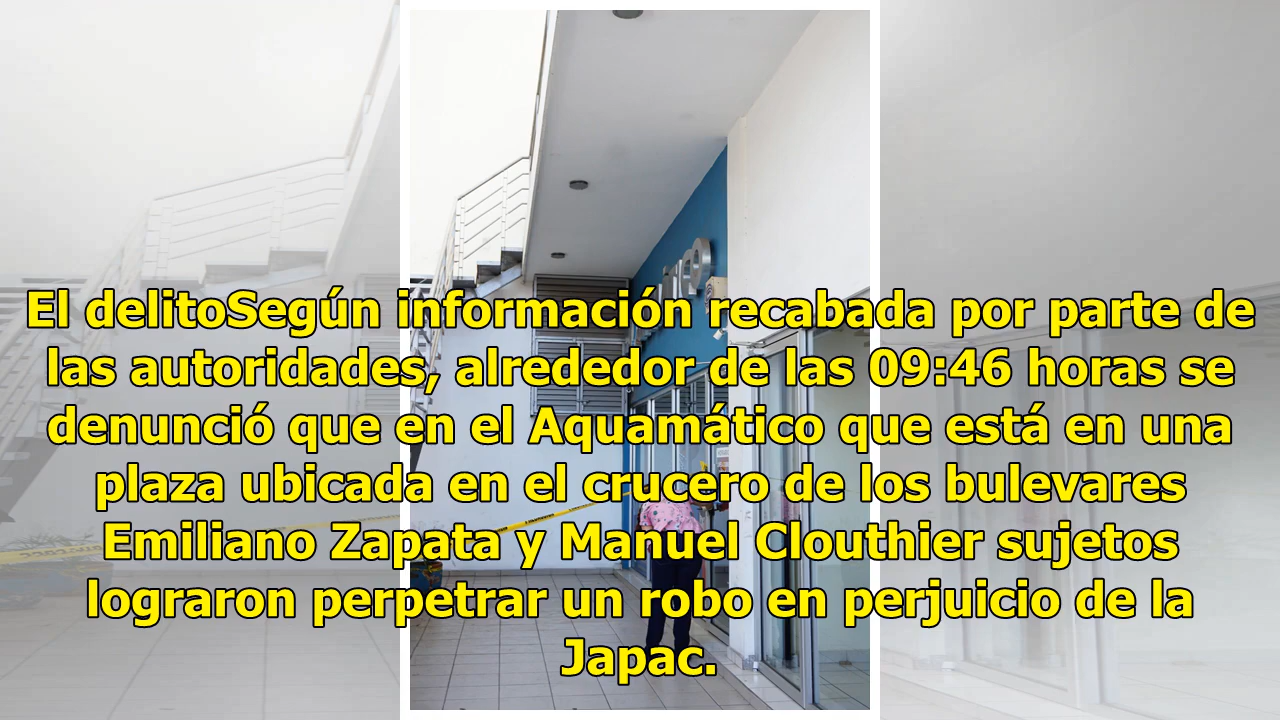 El delitoSegún información recabada por parte de
las autoridades, alrededor de las 09:46 horas se
denunció que en el Aquamático que está en una
plaza ubicada en el crucero de los bulevares
Emiliano Zapata y Manuel Clouthier sujetos
lograron perpetrar un robo en perjuicio de la
Japac.